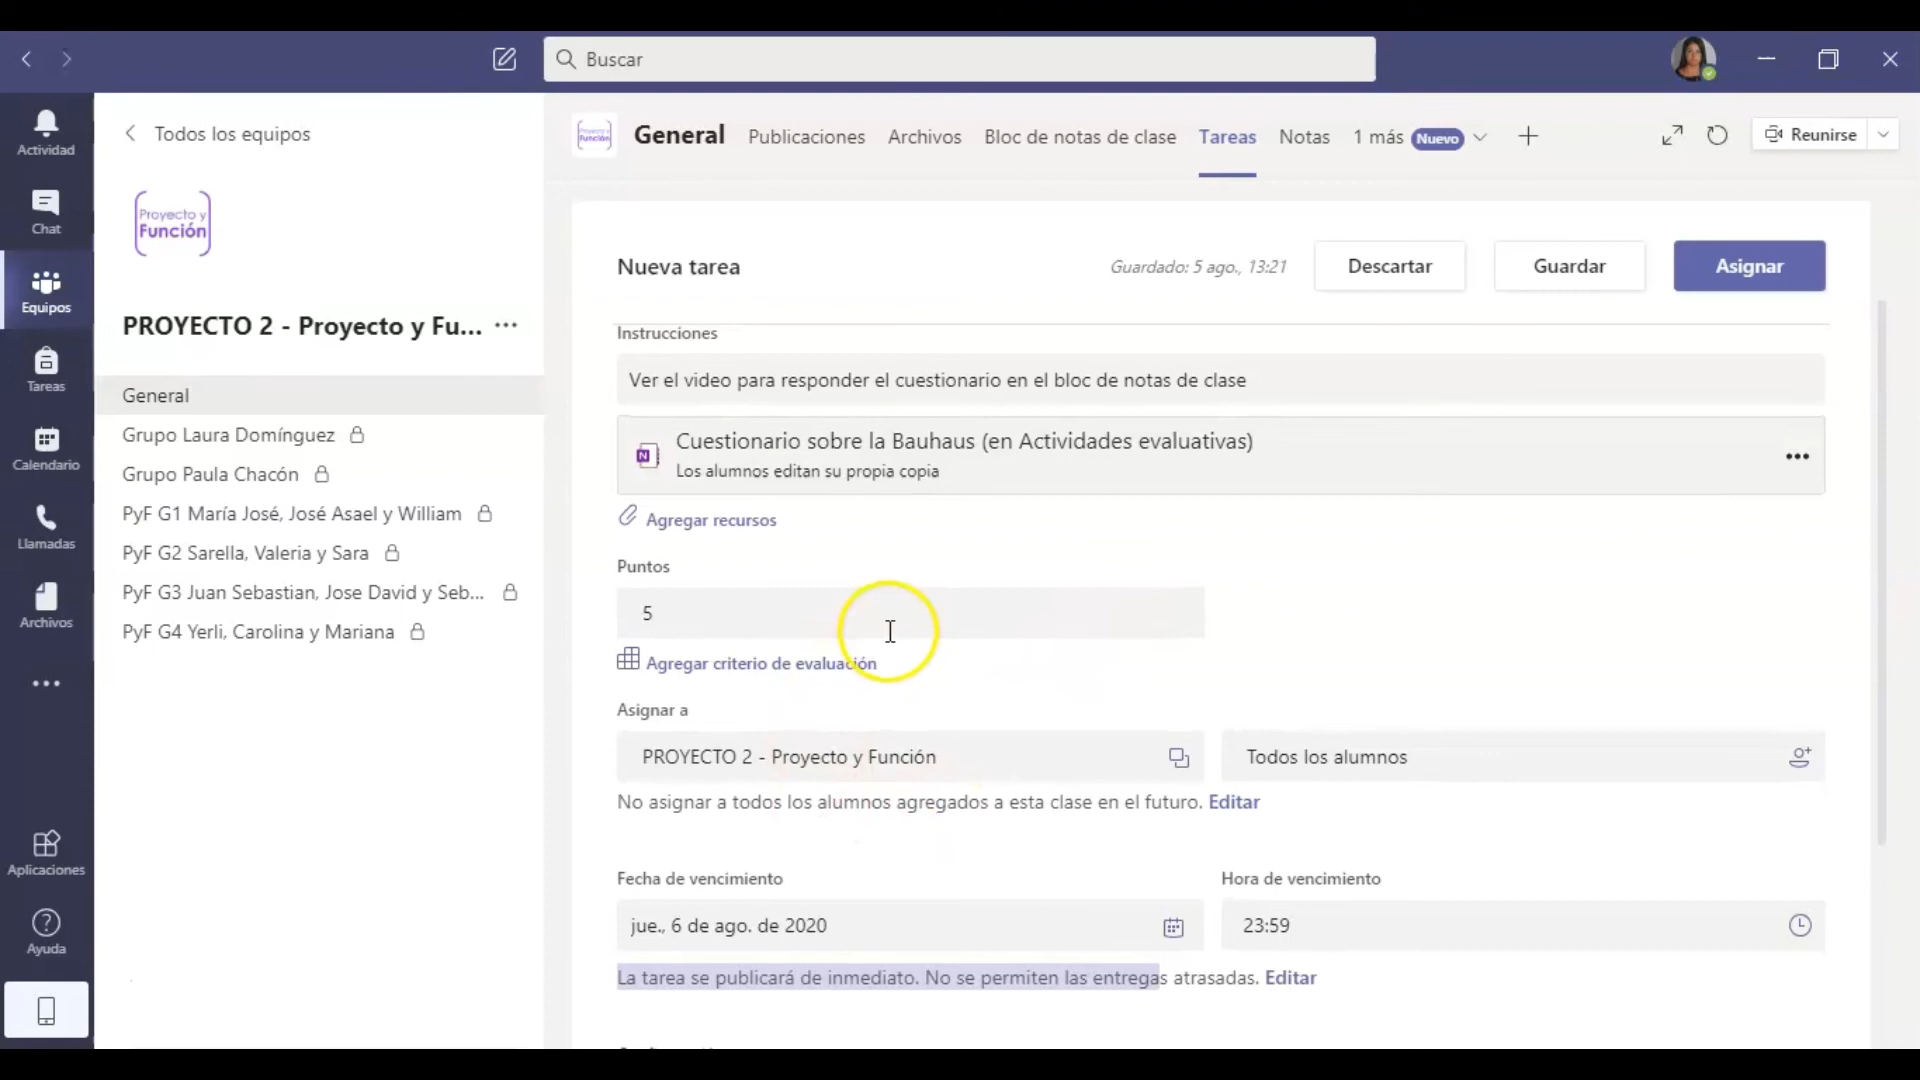 Buscar
Actividad
Chat
Equipos
Tareas
Calendario
Llamadas
Archivos
Aplicaciones
Ayuda
Todos los equipos
Proyecto y
Función
PROYECTO 2 - Proyecto y Fu...
General
Grupo Laura Domínguez
Grupo Paula Chacón
PyF G1 María José, José Asael y William
PyF G2 Sarella, Valeria y Sara
PyF G3 Juan Sebastian, Jose David y Seb...
PyF G4 Yerli, Carolina y Mariana
Proyecto y
Función
General Publicaciones Archivos Bloc de notas de clase Tareas Notas 1 más Nuevo
Reunirse
Nueva tarea
Guardado: 5 ago., 13:21
Descartar
Guardar
Asignar
Instrucciones
Ver el video para responder el cuestionario en el bloc de notas de clase
N
Cuestionario sobre la Bauhaus (en Actividades evaluativas)
Los alumnos editan su propia copia
Agregar recursos
Puntos
5
Agregar criterio de evaluación
Asignar a
PROYECTO 2 - Proyecto y Función
Todos los alumnos
No asignar a todos los alumnos agregados a esta clase en el futuro. Editar
Fecha de vencimiento
Hora de vencimiento
jue., 6 de ago. de 2020
23:59
La tarea se publicará de inmediato. No se permiten las entregas atrasadas. Editar